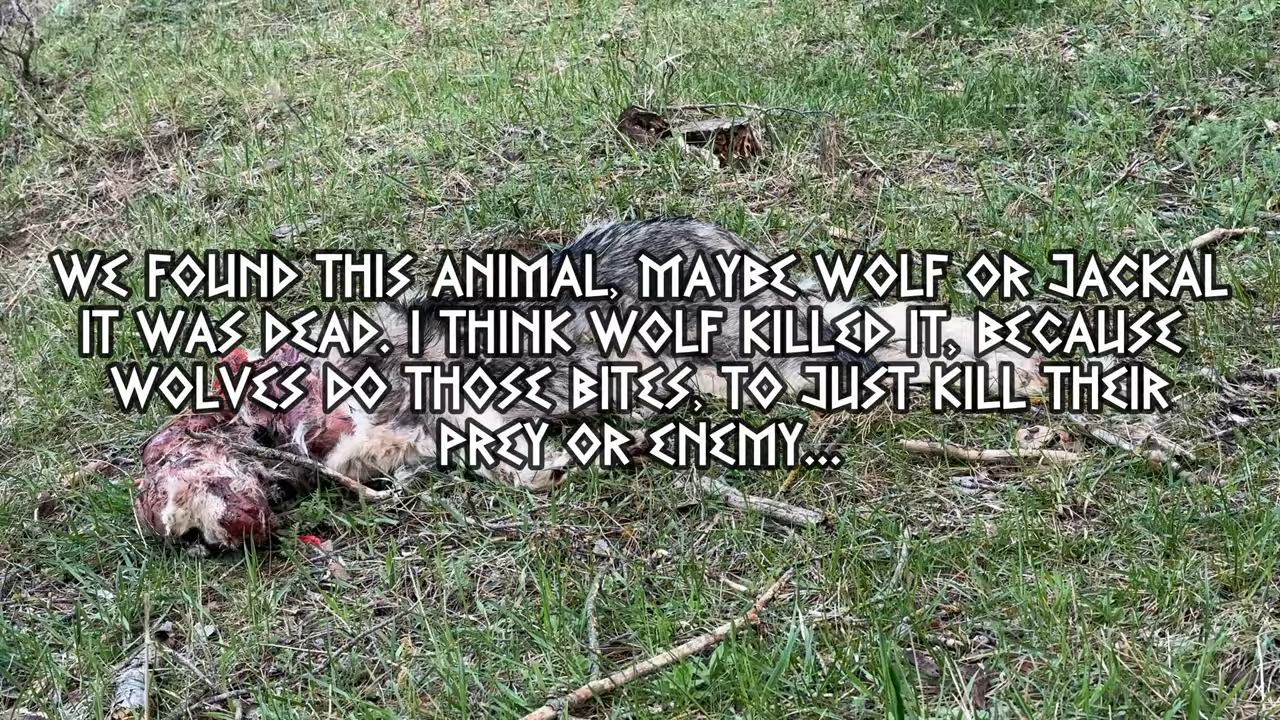 WE FOUND THIS ANIMAL, MAYBE WOLF OR JACKAL
IT WAS DEAD. I THINK WOLF KILLED IT, BECAUSE
WOLVES DO THOSE BITES, TO JUST KILL THEIR
PREY OR ENEMY...